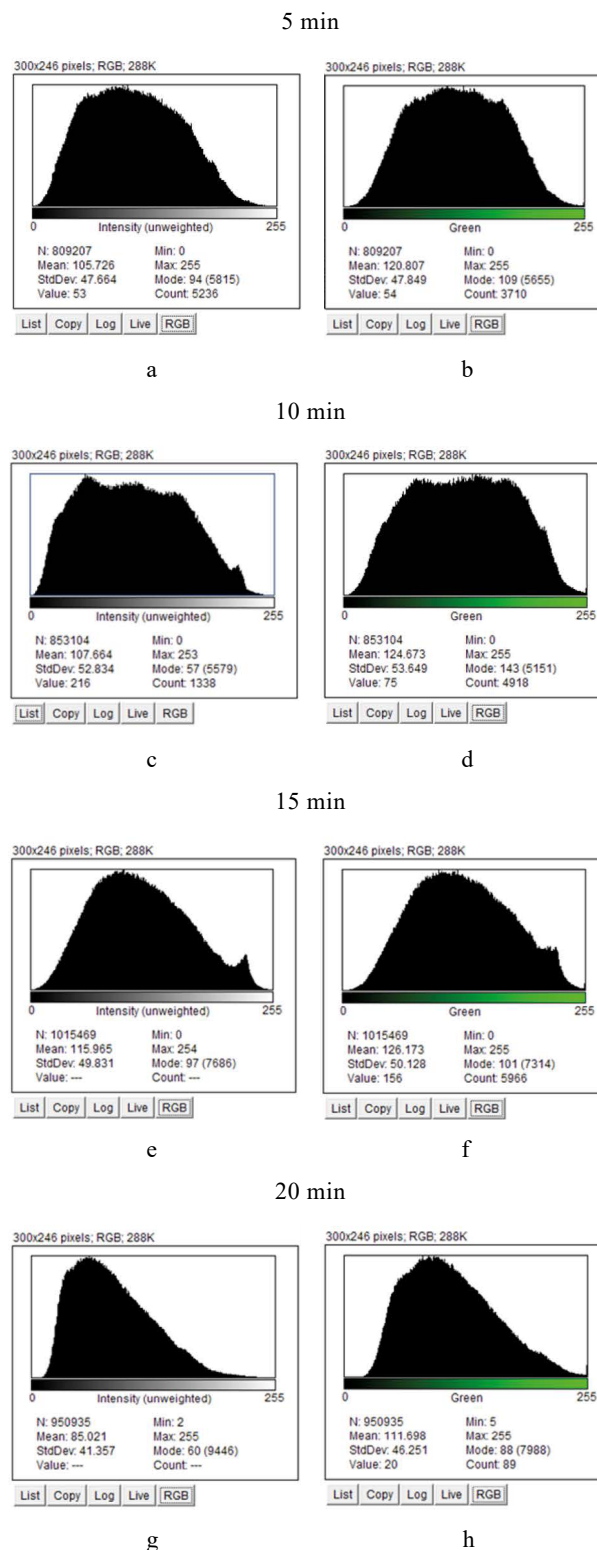 5 min
300x246 pixels; RGB; 288K
300x246 pixels; RGB; 288K
0 Intensity (unweighted) 255
0 Green 255
N: 809207 Min: 0
Mean: 105.726 Max: 255
StdDev: 47.664 Mode: 94 (5815)
Value: 53 Count: 5236
N: 809207 Min: 0
Mean: 120.807 Max: 255
StdDev: 47.849 Mode: 109 (5655)
Value: 54 Count: 3710
List Copy Log Live RGB
List Copy Log Live RGB
a
b
10 min
300x246 pixels; RGB; 288K
300x246 pixels; RGB; 288K
0 Intensity (unweighted) 255
0 Green 255
N: 853104 Min: 0
Mean: 107.664 Max: 253
StdDev: 52.834 Mode: 57 (5579)
Value: 216 Count: 1338
N: 853104 Min: 0
Mean: 124.673 Max: 255
StdDev: 53.649 Mode: 143 (5151)
Value: 75 Count: 4918
List Copy Log Live RGB
List Copy Log Live RGB
c
d
15 min
300x246 pixels; RGB; 288K
300x246 pixels; RGB; 288K
0 Intensity (unweighted) 255
0 Green 255
N: 1015469 Min: 0
Mean: 115.965 Max: 254
StdDev: 49.831 Mode: 97 (7686)
Value: --- Count: ---
N: 1015469 Min: 0
Mean: 126.173 Max: 255
StdDev: 50.128 Mode: 101 (7314)
Value: 156 Count: 5966
List Copy Log Live RGB
List Copy Log Live RGB
e
f
20 min
300x246 pixels; RGB; 288K
300x246 pixels; RGB; 288K
0 Intensity (unweighted) 255
0 Green 255
N: 950935 Min: 2
Mean: 85.021 Max: 255
StdDev: 41.357 Mode: 60 (9446)
Value: --- Count: ---
N: 950935 Min: 5
Mean: 111.698 Max: 255
StdDev: 46.251 Mode: 88 (7988)
Value: 20 Count: 89
List Copy Log Live RGB
List Copy Log Live RGB
g
h